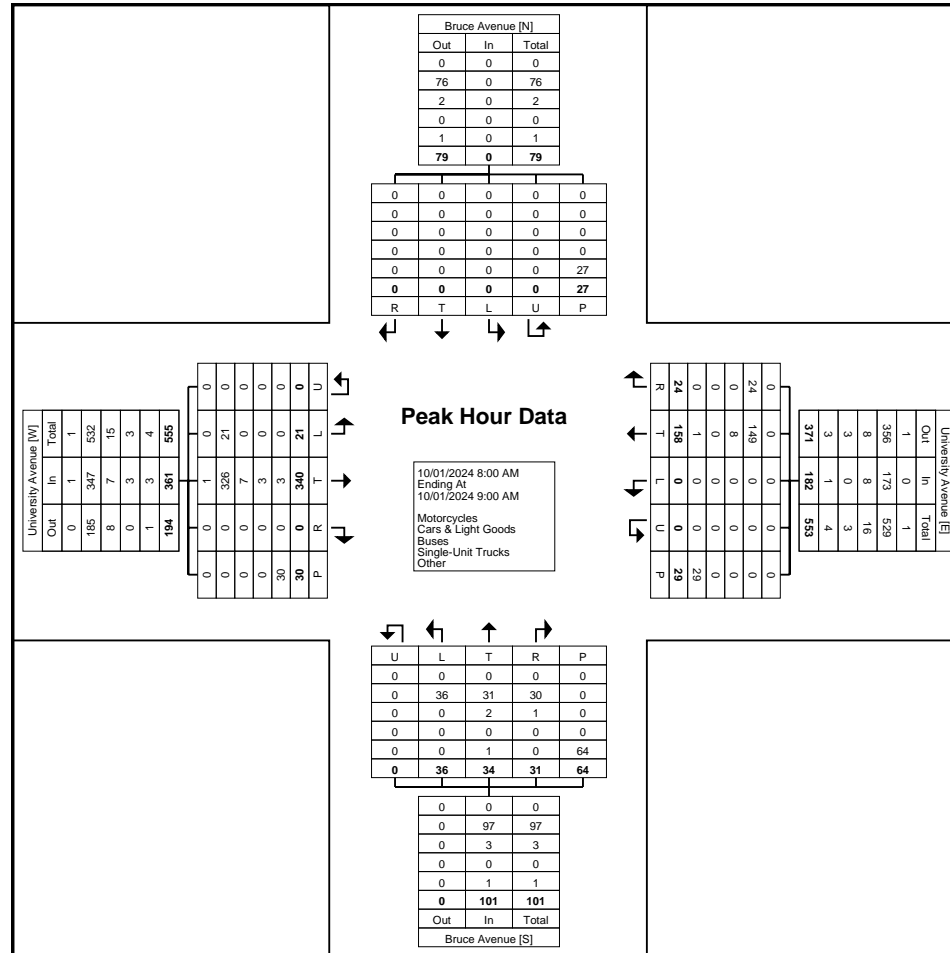 Bruce Avenue [N]
Out In Total
0 0 0
76 0 76
2 0 2
0 0 0
1 0 1
79 0 79
0 0 0 0 0
0 0 0 0 0
0 0 0 0 0
0 0 0 0 0
0 0 0 0 27
0 0 0 0 27
R T L U P
University Avenue [W]
Out In Total
0 1 1
185 347 532
8 7 15
0 3 3
1 3 4
194 361 555
U L T R P
0 21 340 0 30
0 0 3 0 30
0 0 3 0 0
0 0 7 0 0
0 21 326 0 0
0 0 1 0 0
Peak Hour Data
10/01/2024 8:00 AM
Ending At
10/01/2024 9:00 AM
Motorcycles
Cars & Light Goods
Buses
Single-Unit Trucks
Other
University Avenue [E]
Out In Total
1 0 1
356 173 529
8 8 16
3 0 3
3 1 4
371 182 553
0 0 0 0 0
24 149 0 0 0
0 8 0 0 0
0 0 0 0 0
0 1 0 0 29
24 158 0 0 29
R T L U P
U L T R P
0 0 0 0 0
0 36 31 30 0
0 0 2 1 0
0 0 0 0 0
0 0 1 0 64
0 36 34 31 64
0 0 0
0 97 97
0 3 3
0 0 0
0 1 1
0 101 101
Out In Total
Bruce Avenue [S]